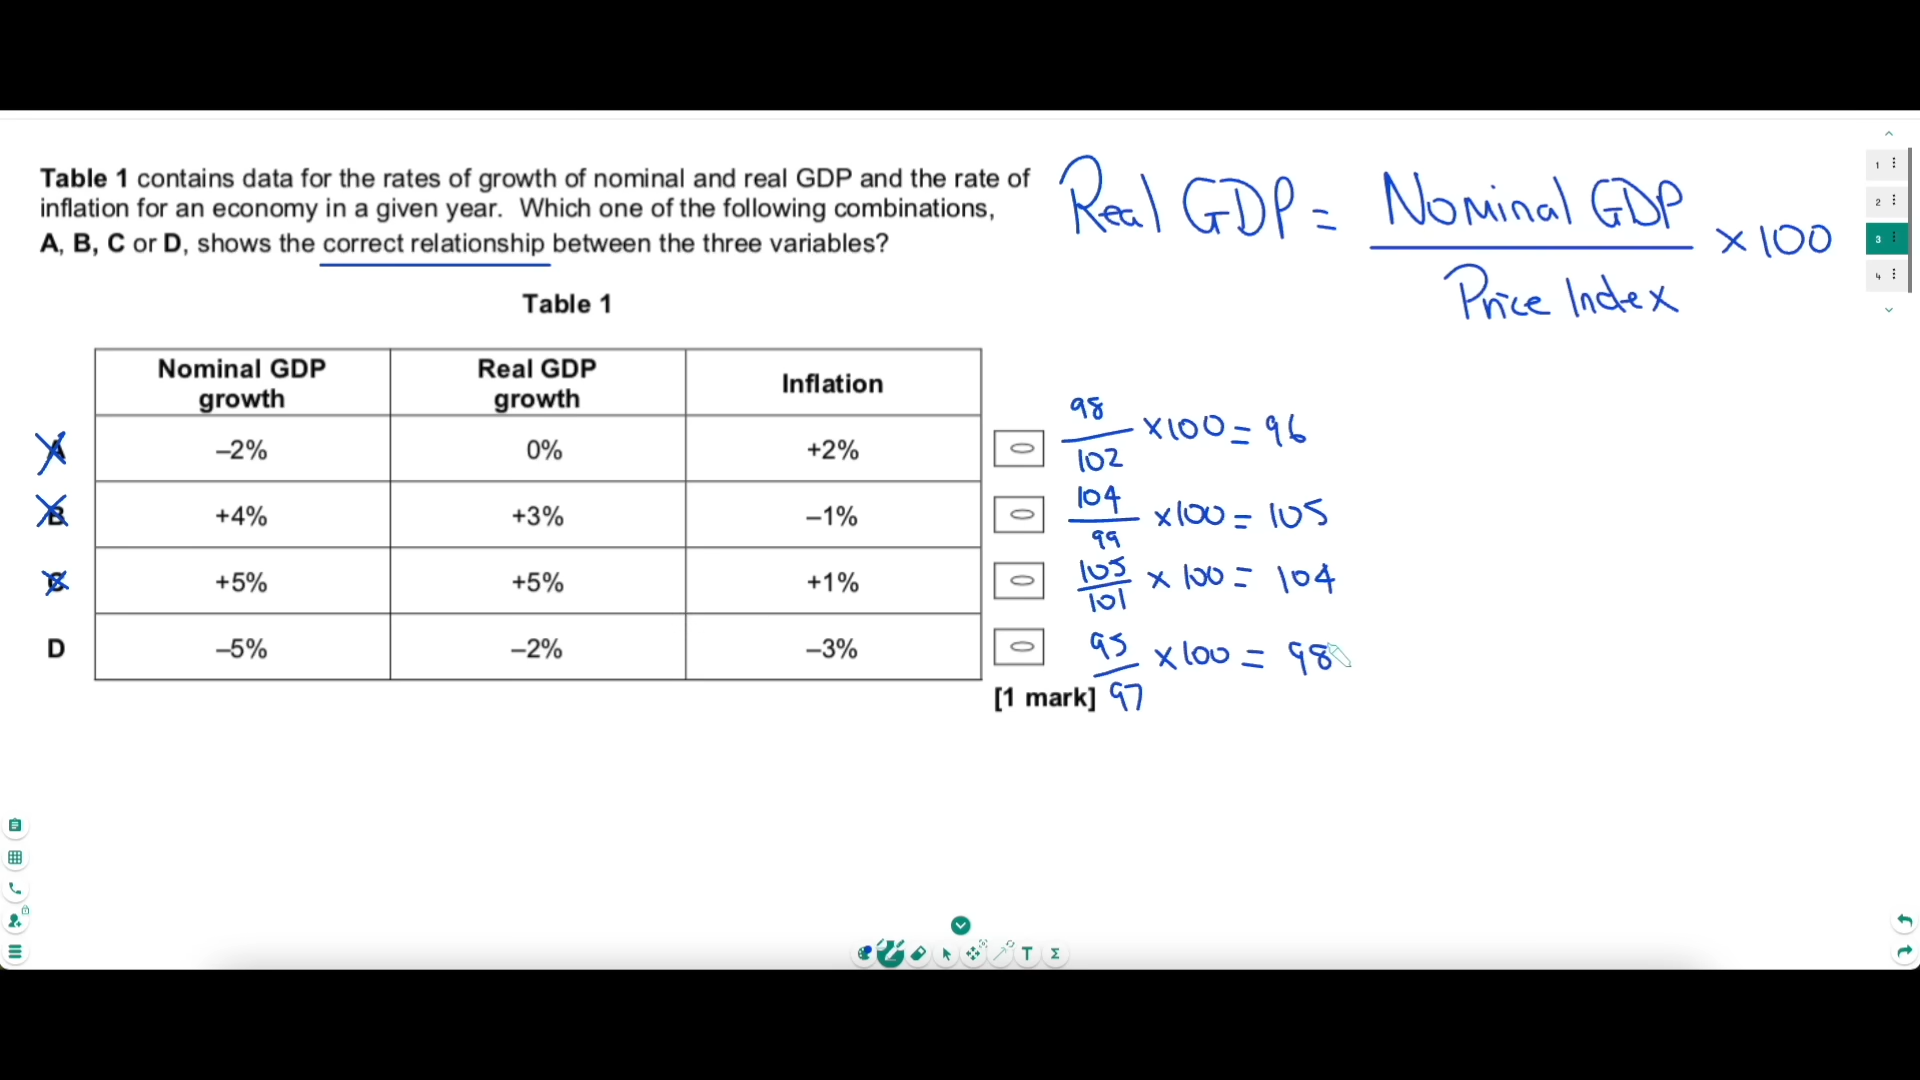 Table 1 contains data for the rates of growth of nominal and real GDP and the rate of
inflation for an economy in a given year. Which one of the following combinations,
A, B, C or D, shows the correct relationship between the three variables?
Real GDP = Nominal GDP / Price Index × 100
Table 1
Nominal GDP growth Real GDP growth Inflation
A –2% 0% +2% 98/102 ×100 = 96
B +4% +3% –1% 104/99 ×100 = 105
C +5% +5% +1% 105/101 × 100 = 104
D –5% –2% –3% 95/97 ×100 = 98
[1 mark]
1
2
3
4
T Σ